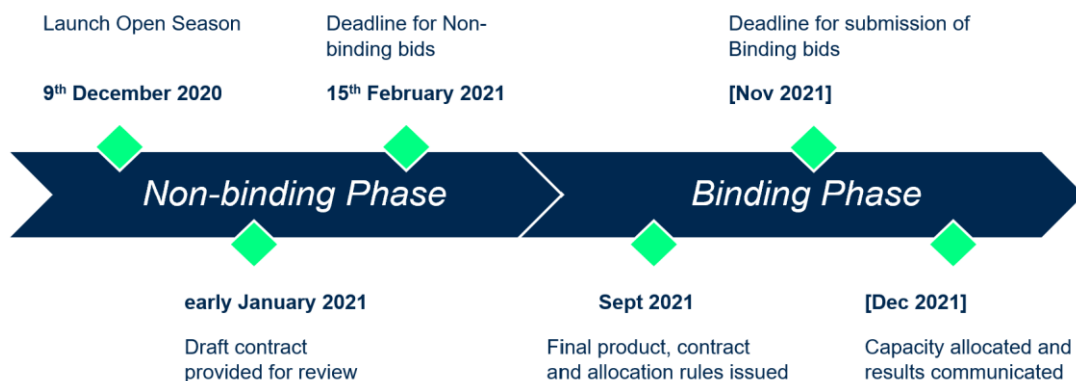 Launch Open Season
9th December 2020
Deadline for Non-
binding bids
15th February 2021
Deadline for submission of
Binding bids
[Nov 2021]
Non-binding Phase
Binding Phase
early January 2021
Draft contract
provided for review
Sept 2021
Final product, contract
and allocation rules issued
[Dec 2021]
Capacity allocated and
results communicated